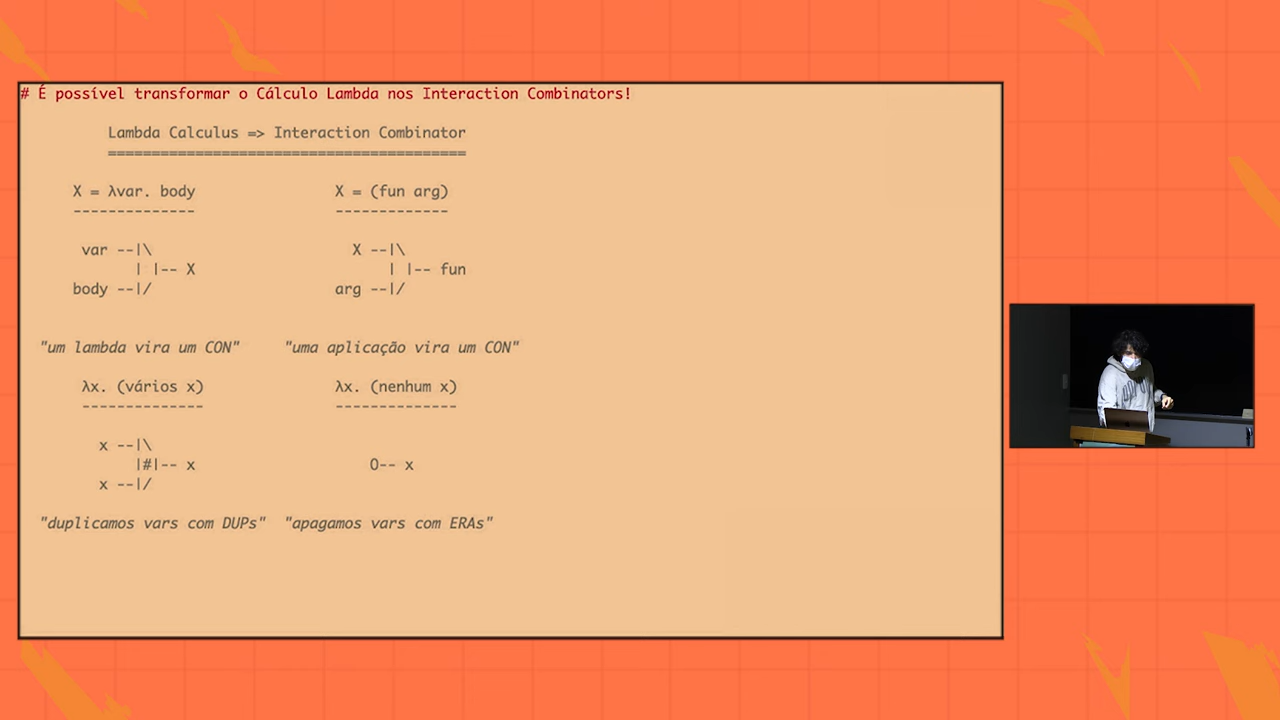 # É possível transformar o Cálculo Lambda nos Interaction Combinators!
Lambda Calculus => Interaction Combinator
=========================================
X = λvar. body X = (fun arg)
-------------- -------------
var --|\ X --|\
| |-- X | |-- fun
body --|/ arg --|/
"um lambda vira um CON" "uma aplicação vira um CON"
λx. (vários x) λx. (nenhum x)
-------------- --------------
x --|\
|#|-- x O-- x
x --|/
"duplicamos vars com DUPs" "apagamos vars com ERAs"